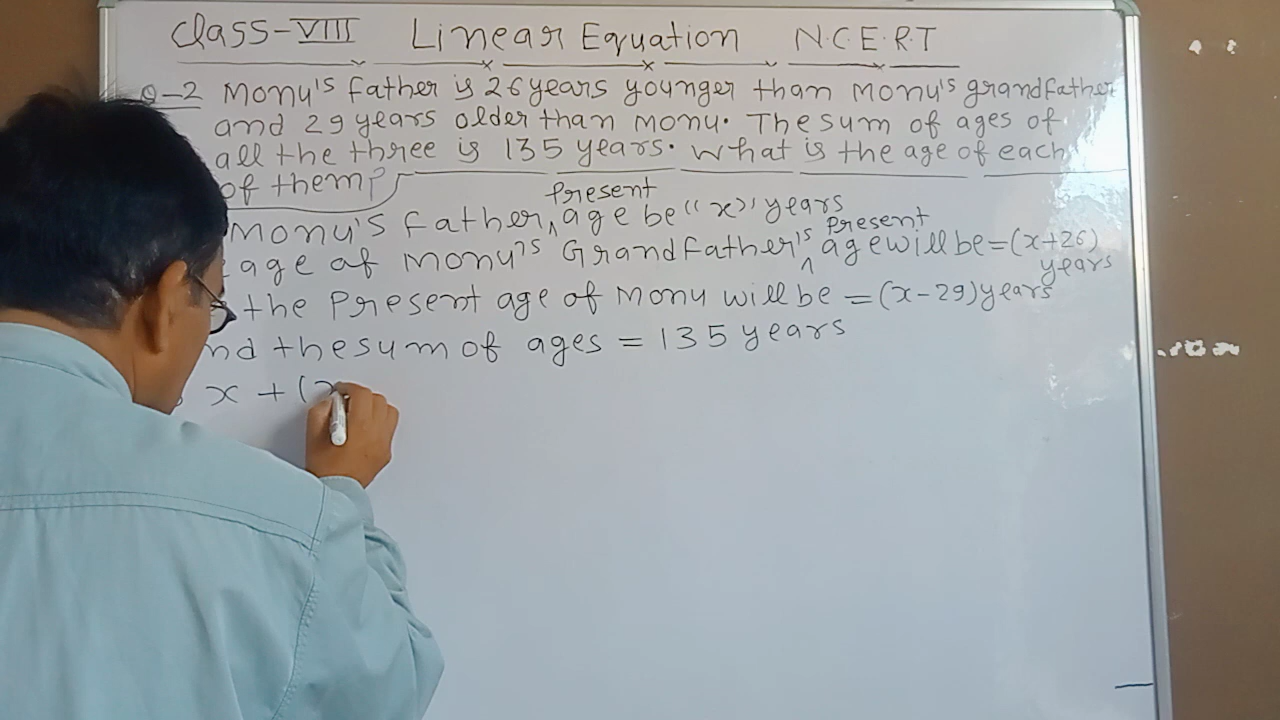 Class-VIII Linear Equation N.C.E.R.T
Q-2 Monu's Father is 26 years younger than Monu's grandfather
and 29 years older than Monu. The sum of ages of
all the three is 135 years. What is the age of each
of them?
Present
Monu's Father, age be "x" years
Present
age of Monu's Grandfather's age will be = (x+26)
years
the Present age of Monu will be = (x-29) years
nd the sum of ages = 135 years
x + (x